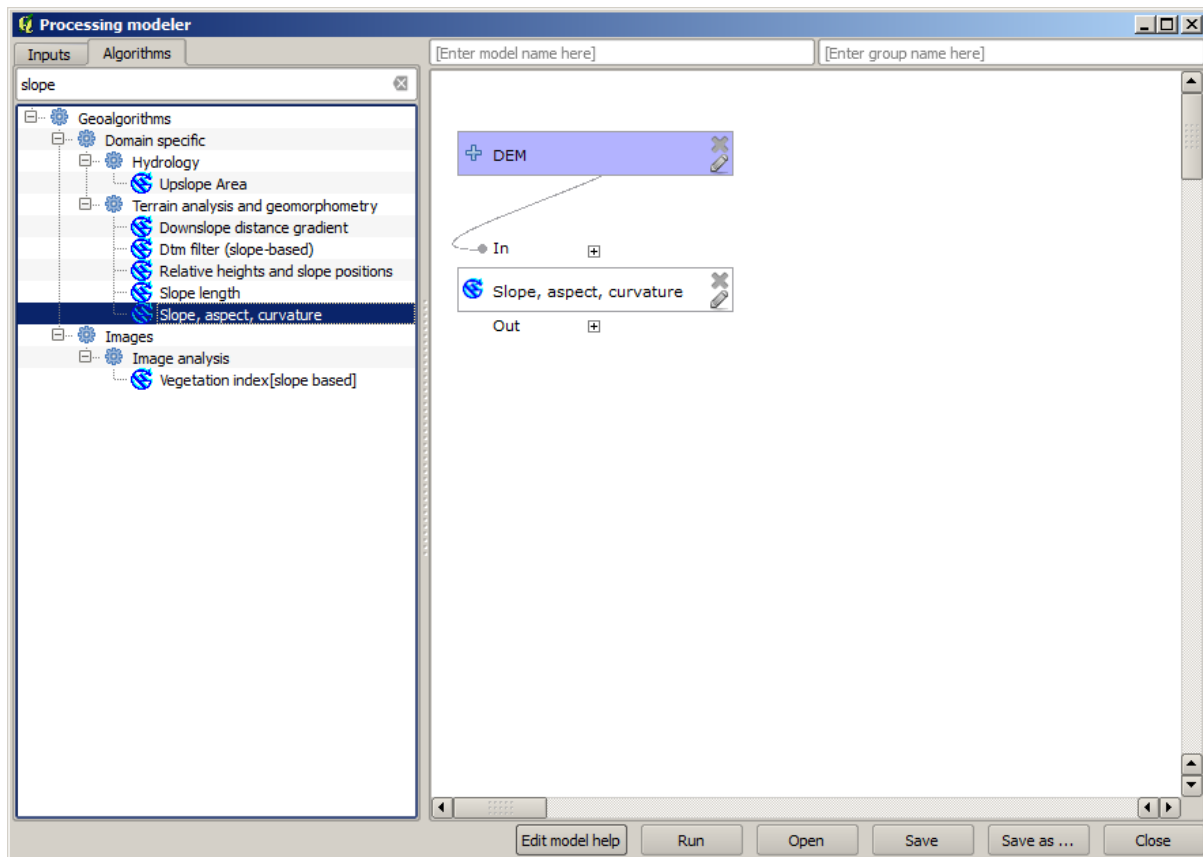 Processing modeler
Inputs Algorithms
[Enter model name here] [Enter group name here]
slope
Geoalgorithms
Domain specific
Hydrology
Upslope Area
Terrain analysis and geomorphometry
Downslope distance gradient
Dtm filter (slope-based)
Relative heights and slope positions
Slope length
Slope, aspect, curvature
Images
Image analysis
Vegetation index[slope based]
DEM
In
Slope, aspect, curvature
Out
Edit model help Run Open Save Save as ... Close